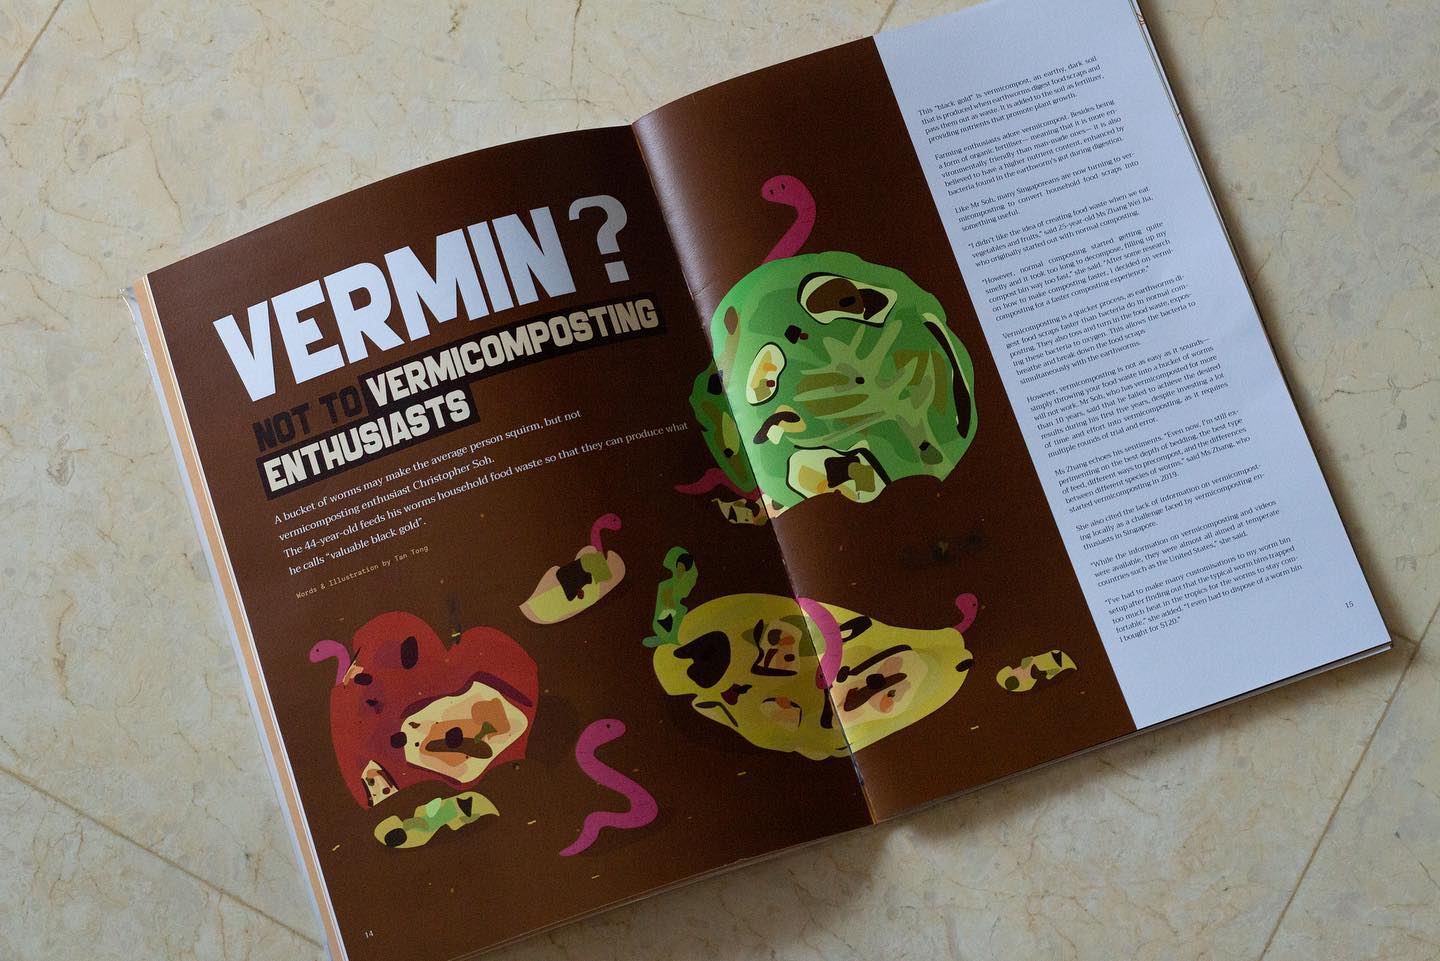 VERMIN?
NOT TO VERMICOMPOSTING
ENTHUSIASTS
A bucket of worms may make the average person squirm, but not
vermicomposting enthusiast Christopher Soh.
The 44-year-old feeds his worms household food waste so that they can produce what
he calls “valuable black gold”.
Words & Illustration by Tan Tong
14
This “black gold” is vermicompost, an earthy, dark soil
that is produced when earthworms digest food scraps and
pass them out as waste. It is added to the soil as fertilizer,
providing nutrients that promote plant growth.
Farming enthusiasts adore vermicompost. Besides being
a form of organic fertiliser— meaning that it is more en-
vironmentally friendly than man-made ones— it is also
believed to have a higher nutrient content, enhanced by
bacteria found in the earthworm's gut during digestion.
Like Mr Soh, many Singaporeans are now turning to ver-
micomposting to convert household food scraps into
something useful.
“I didn't like the idea of creating food waste when we eat
vegetables and fruits,” said 25-year-old Ms Zhang Wei Jia,
who originally started out with normal composting.
“However, normal composting started getting quite
smelly and it took too long to decompose, filling up my
compost bin way too fast,” she said. “After some research
on how to make composting faster, I decided on vermi-
composting for a faster composting experience.”
Vermicomposting is a quicker process, as earthworms di-
gest food scraps faster than bacteria do in normal com-
posting. They also toss and turn in the food waste, expos-
ing these bacteria to oxygen. This allows the bacteria to
breathe and break down the food scraps
simultaneously with the earthworms.
However, vermicomposting is not as easy as it sounds—
simply throwing your food waste into a bucket of worms
will not work. Mr Soh, who has vermicomposted for more
than 10 years, said that he failed to achieve the desired
results during his first five years, despite investing a lot
of time and effort into vermicomposting, as it requires
multiple rounds of trial and error.
Ms Zhang echoes his sentiments. “Even now, I'm still ex-
perimenting on the best depth of bedding, the best type
of feed, different ways to precompost, and the differences
between different species of worms,” said Ms Zhang, who
started vermicomposting in 2019.
She also cited the lack of information on vermicompost-
ing locally as a challenge faced by vermicomposting en-
thusiasts in Singapore.
“While the information on vermicomposting and videos
were available, they were almost all aimed at temperate
countries such as the United States,” she said.
“I've had to make many customisations to my worm bin
setup after finding out that the typical worm bins trapped
too much heat in the tropics for the worms to stay com-
fortable,” she added. “I even had to dispose of a worm bin
I bought for $120.”
15